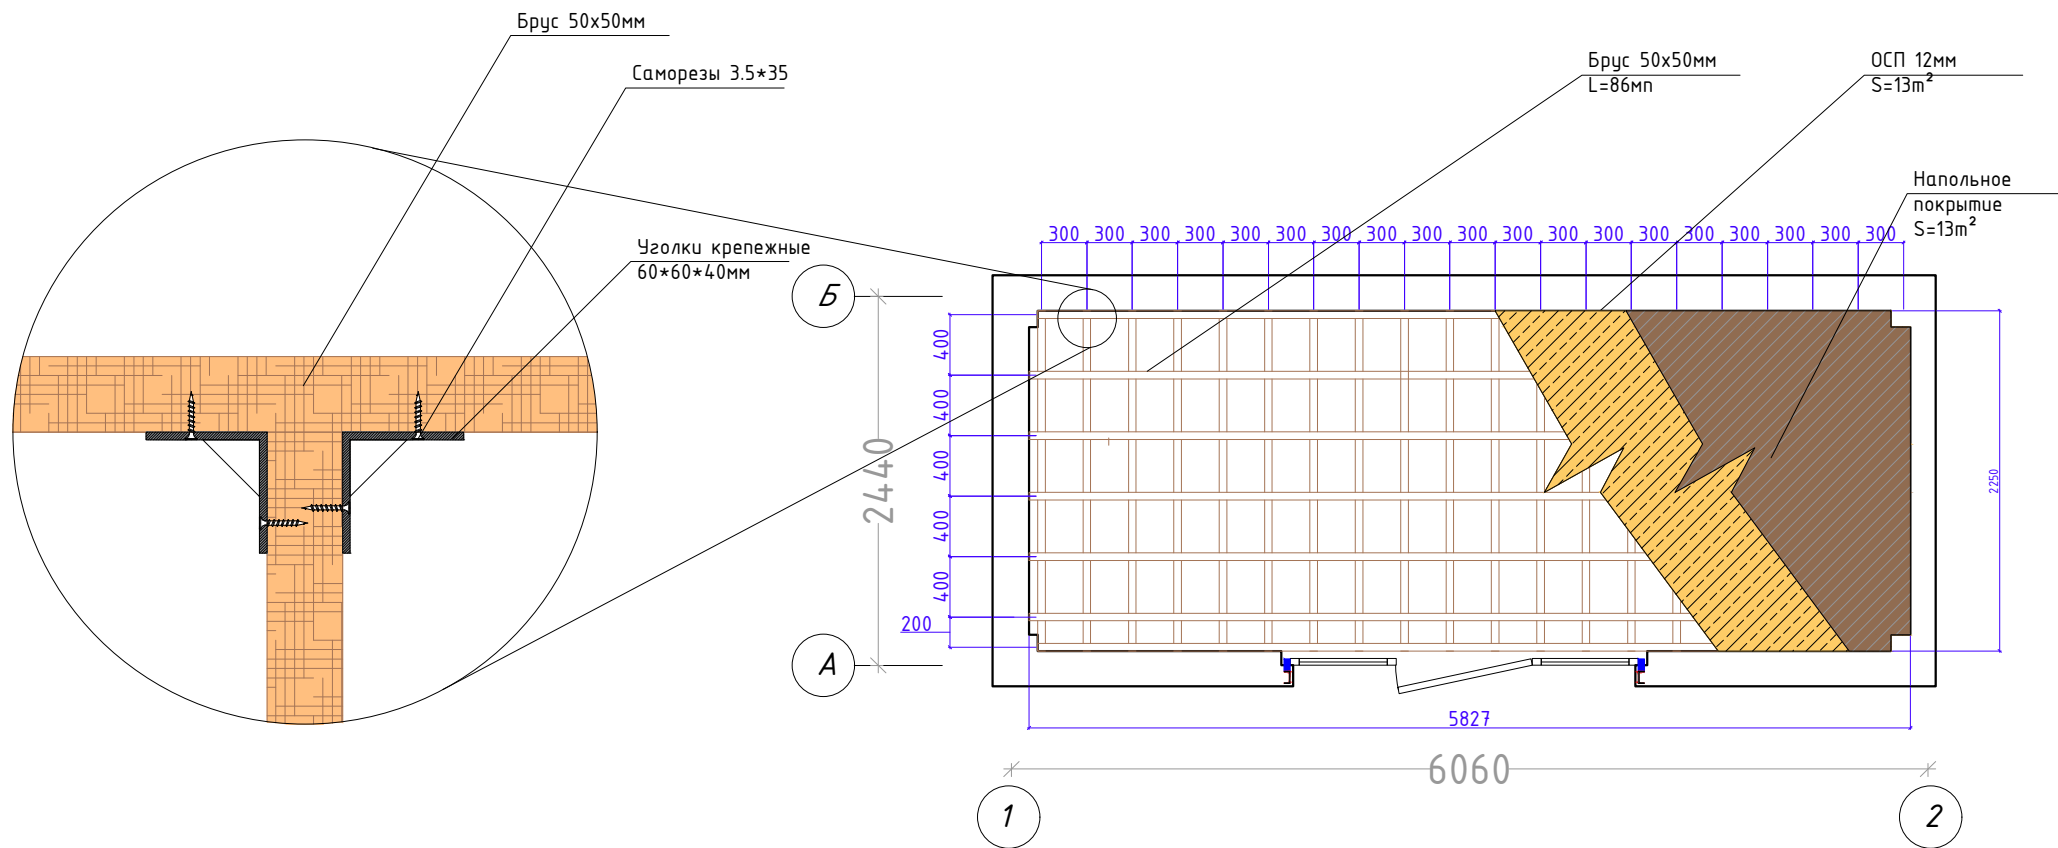 Брус 50х50мм
Саморезы 3.5*35
Уголки крепежные
60*60*40мм
Брус 50х50мм
L=86мп
ОСП 12мм
S=13m²
Напольное
покрытие
S=13m²
300 300 300 300 300 300 300 300 300 300 300 300 300 300 300 300 300 300 300
Б
А
2440
400
400
400
400
400
200
2250
5827
6060
1
2